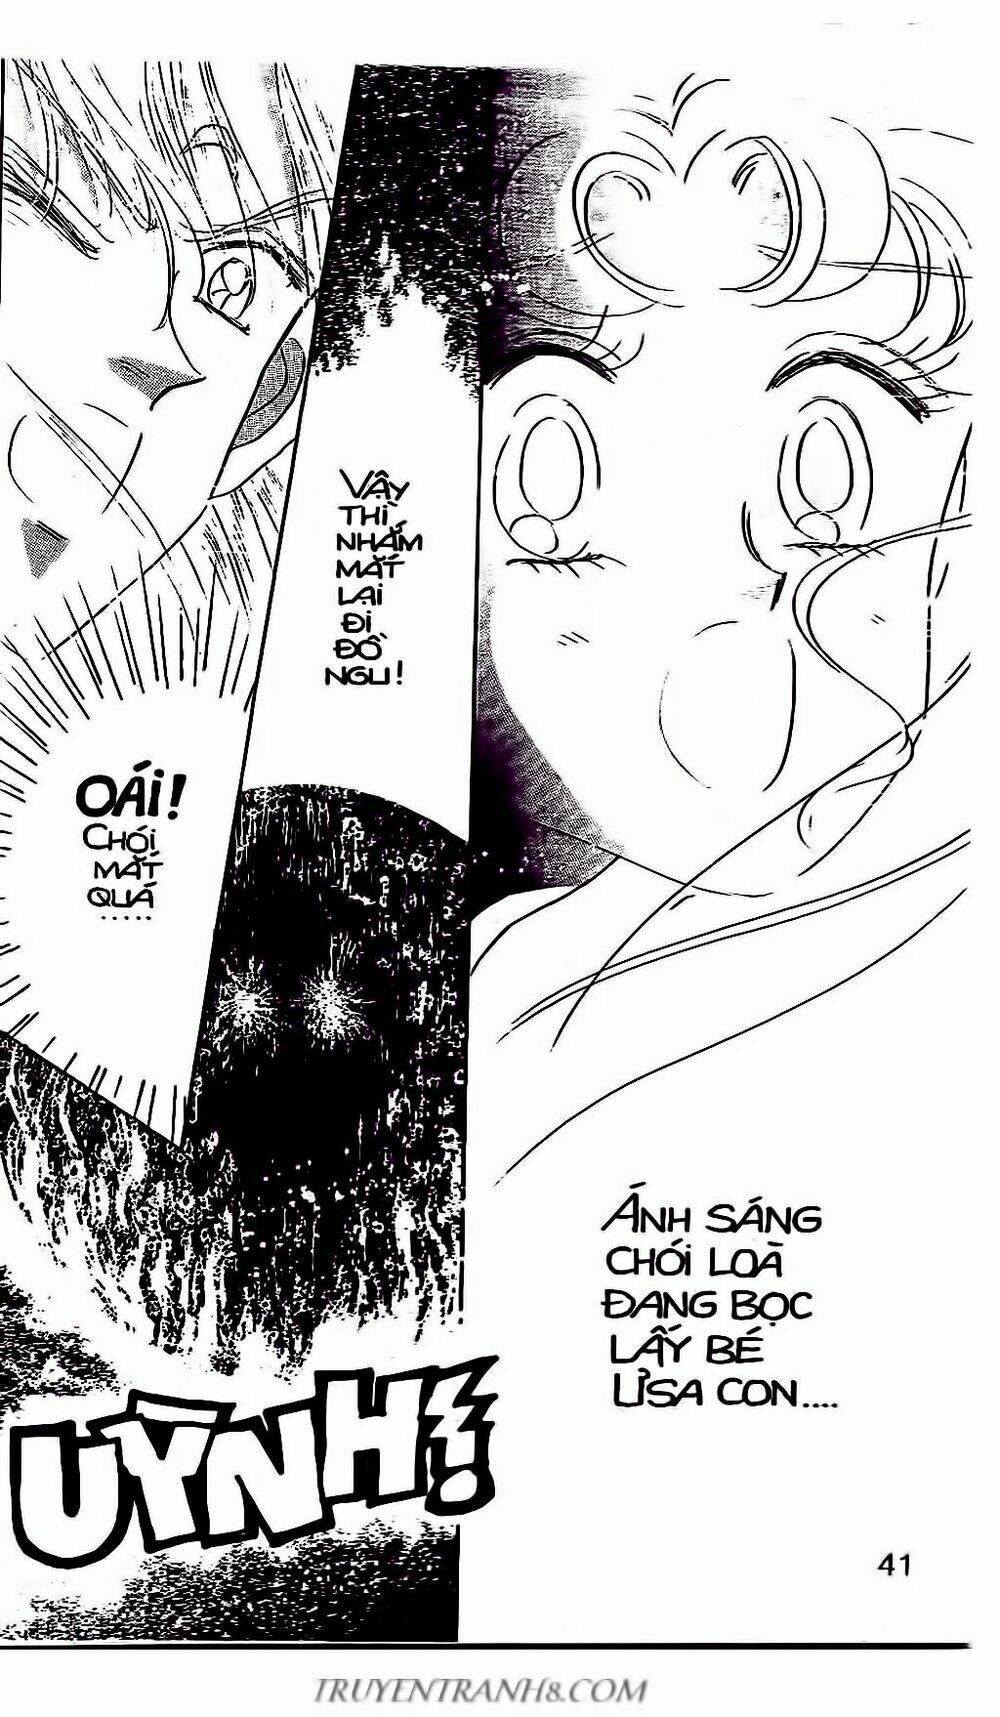 VẬY
THÌ
NHẮM
MẮT
LẠI
ĐI
ĐỒ
NGU!
OÁI!
CHÓI
MẮT
QUÁ
.....
ÁNH SÁNG
CHÓI LOÀ
ĐANG BỌC
LẤY BÉ
LISA CON....
UỲNH!
41
TRUYENTRANH8.COM